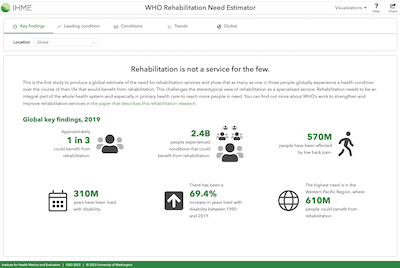 IHME
WHO Rehabilitation Need Estimator
Visualizations
?
Help
Share
Key findings
Leading condition
Conditions
Trends
Global
Location
Global
Rehabilitation is not a service for the few.
This is the first study to produce a global estimate of the need for rehabilitation services and show that as many as one in three people globally experience a health condition
over the course of their life that would benefit from rehabilitation. This challenges the stereotypical view of rehabilitation as a specialized service. Rehabilitation needs to be an
integral part of the whole health system and especially in primary health care to reach more people in need. You can find out more about WHO's work to strengthen and
improve rehabilitation services in the paper that describes this rehabilitation research.
Global key findings, 2019
Approximately
1 in 3
could benefit from
rehabilitation.
2.4B
people experienced
conditions that could
benefit from rehabilitation.
570M
people have been affected
by low back pain.
310M
years have been lived
with disability.
There has been a
69.4%
increase in years lived with
disability between 1990
and 2019.
The highest need is in the
Western Pacific Region, where
610M
people could benefit from
rehabilitation.
Institute for Health Metrics and Evaluation | © 2023 University of Washington